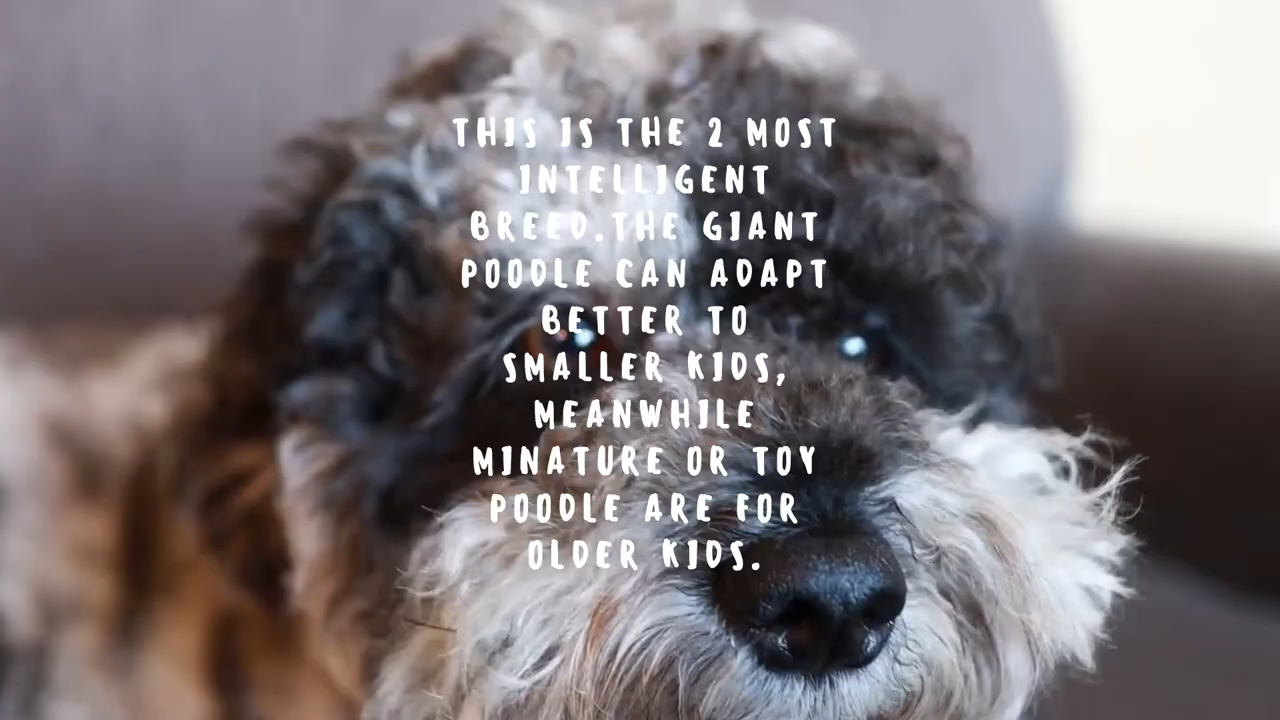 THIS IS THE 2 MOST
INTELLIGENT
BREED.THE GIANT
POODLE CAN ADAPT
BETTER TO
SMALLER KIDS,
MEANWHILE
MINATURE OR TOY
POODLE ARE FOR
OLDER KIDS.